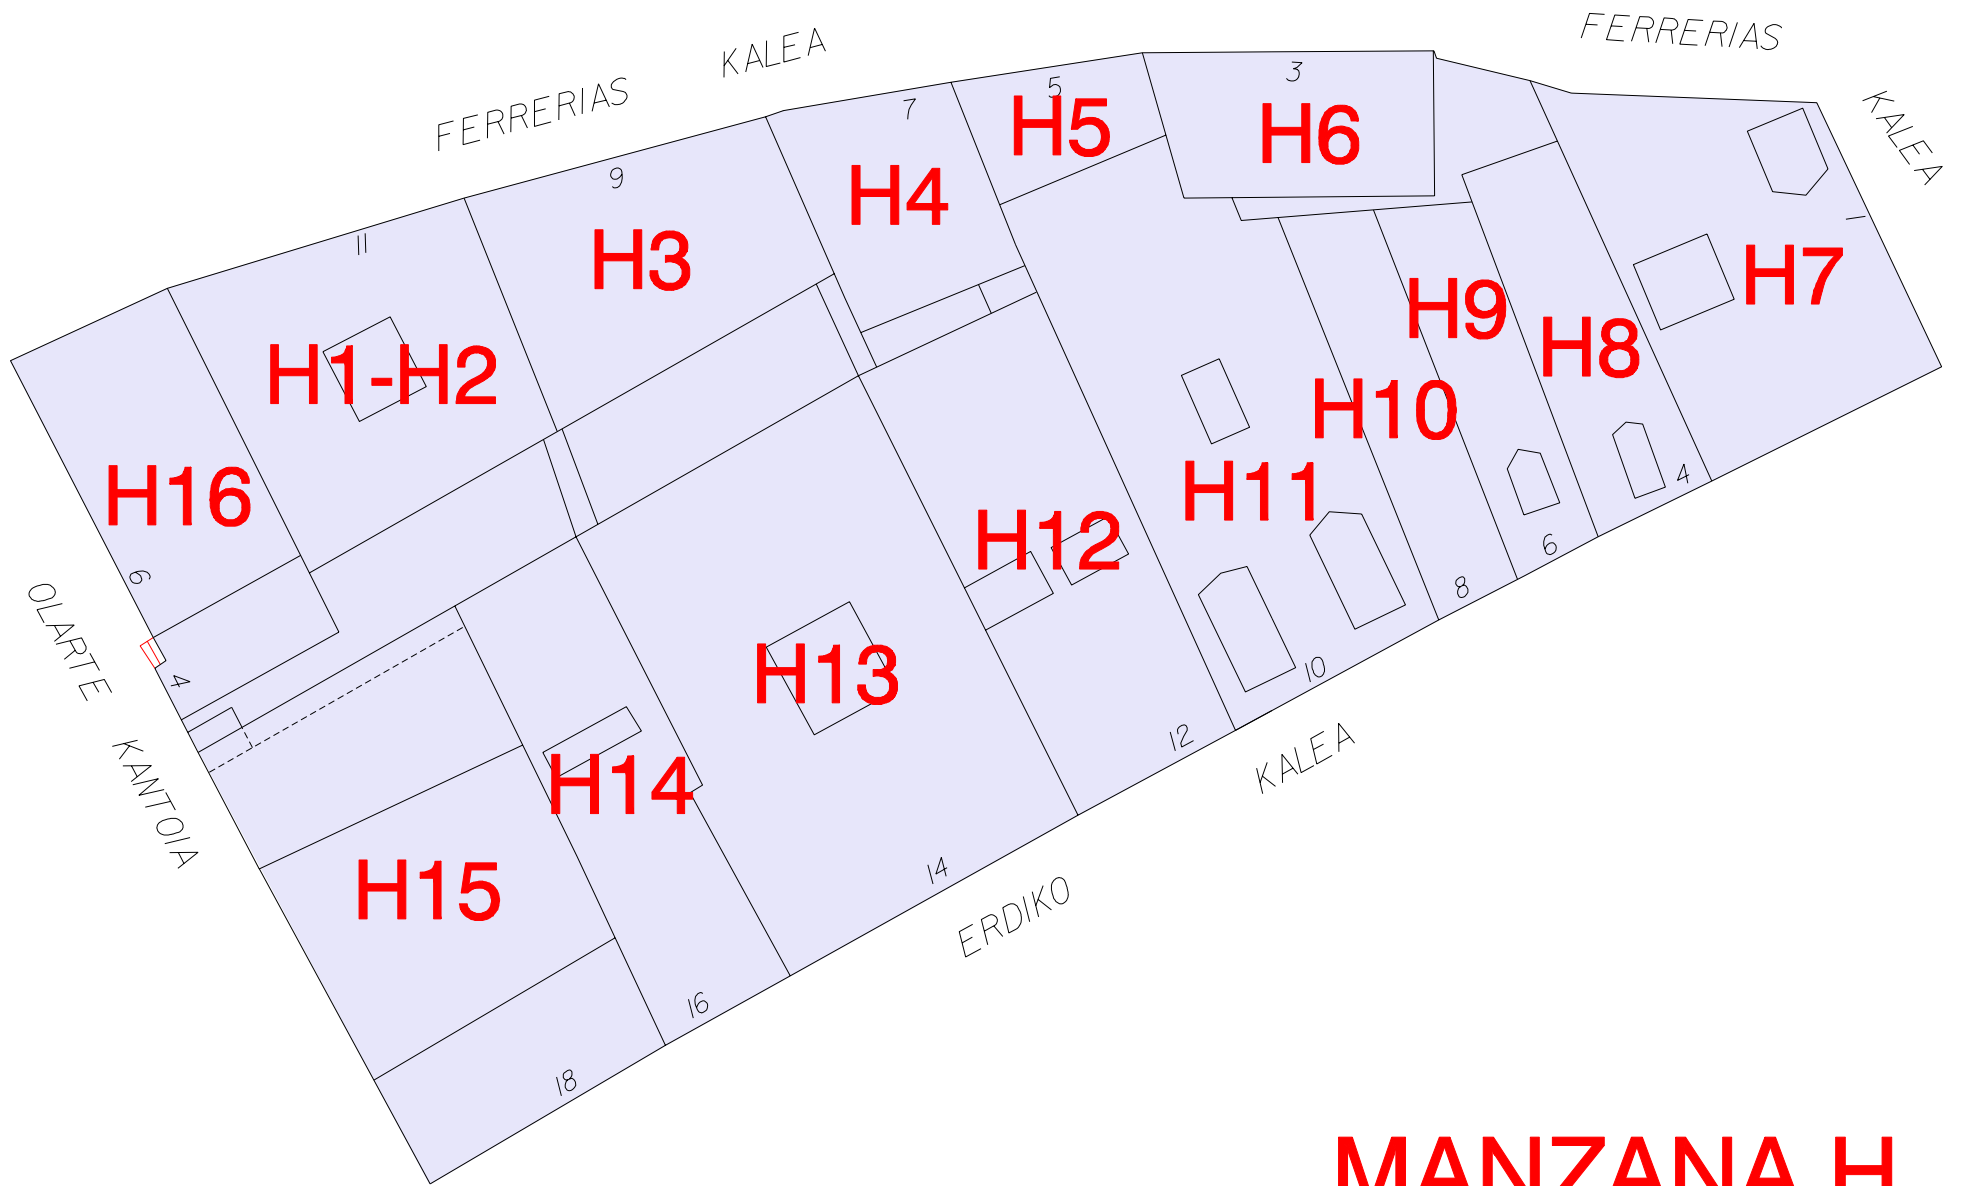 FERRERIAS KALEA
FERRERIAS KALEA
3
5
7
9
11
1
H5
H6
H4
H3
H7
H1-H2
H9
H8
H10
H16
H11
H12
4
6
8
10
12
14
16
18
6
4
H13
H14
H15
OLARTE KANTOIA
ERDIKO KALEA
MANZANA H